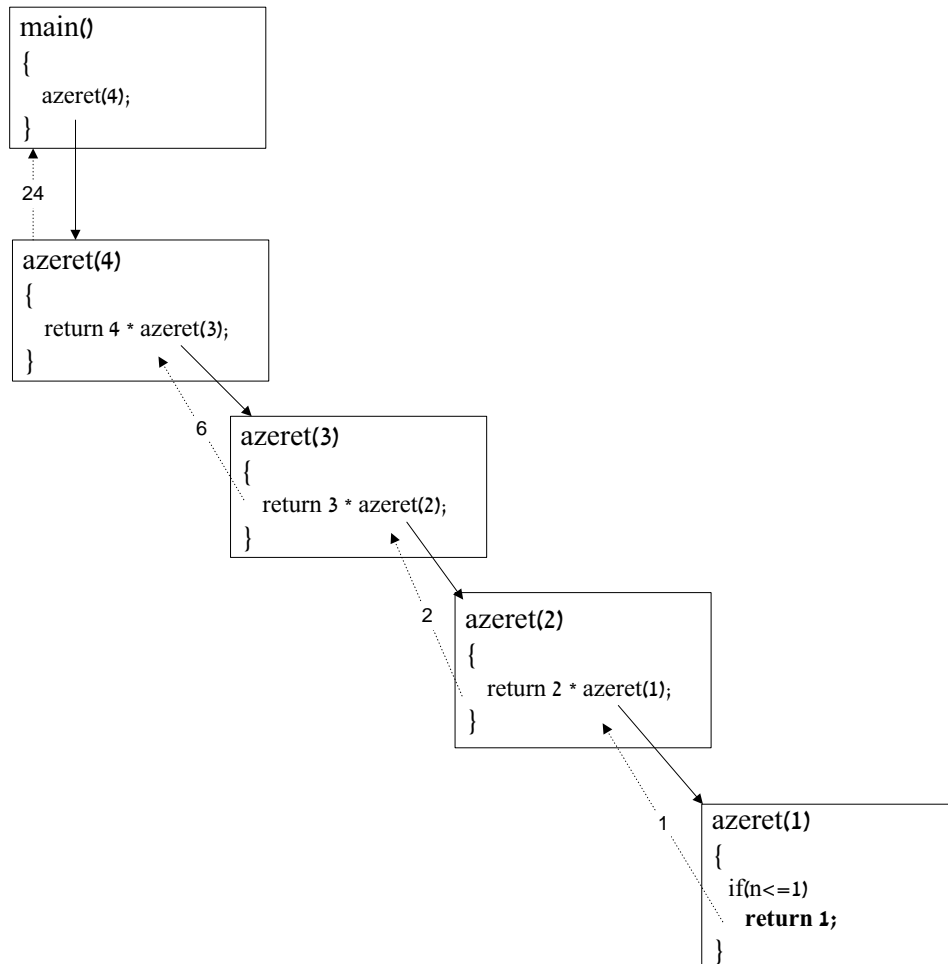 main()
{
azeret(4);
}
24
azeret(4)
{
return 4 * azeret(3);
}
6
azeret(3)
{
return 3 * azeret(2);
}
2
azeret(2)
{
return 2 * azeret(1);
}
1
azeret(1)
{
if(n<=1)
return 1;
}